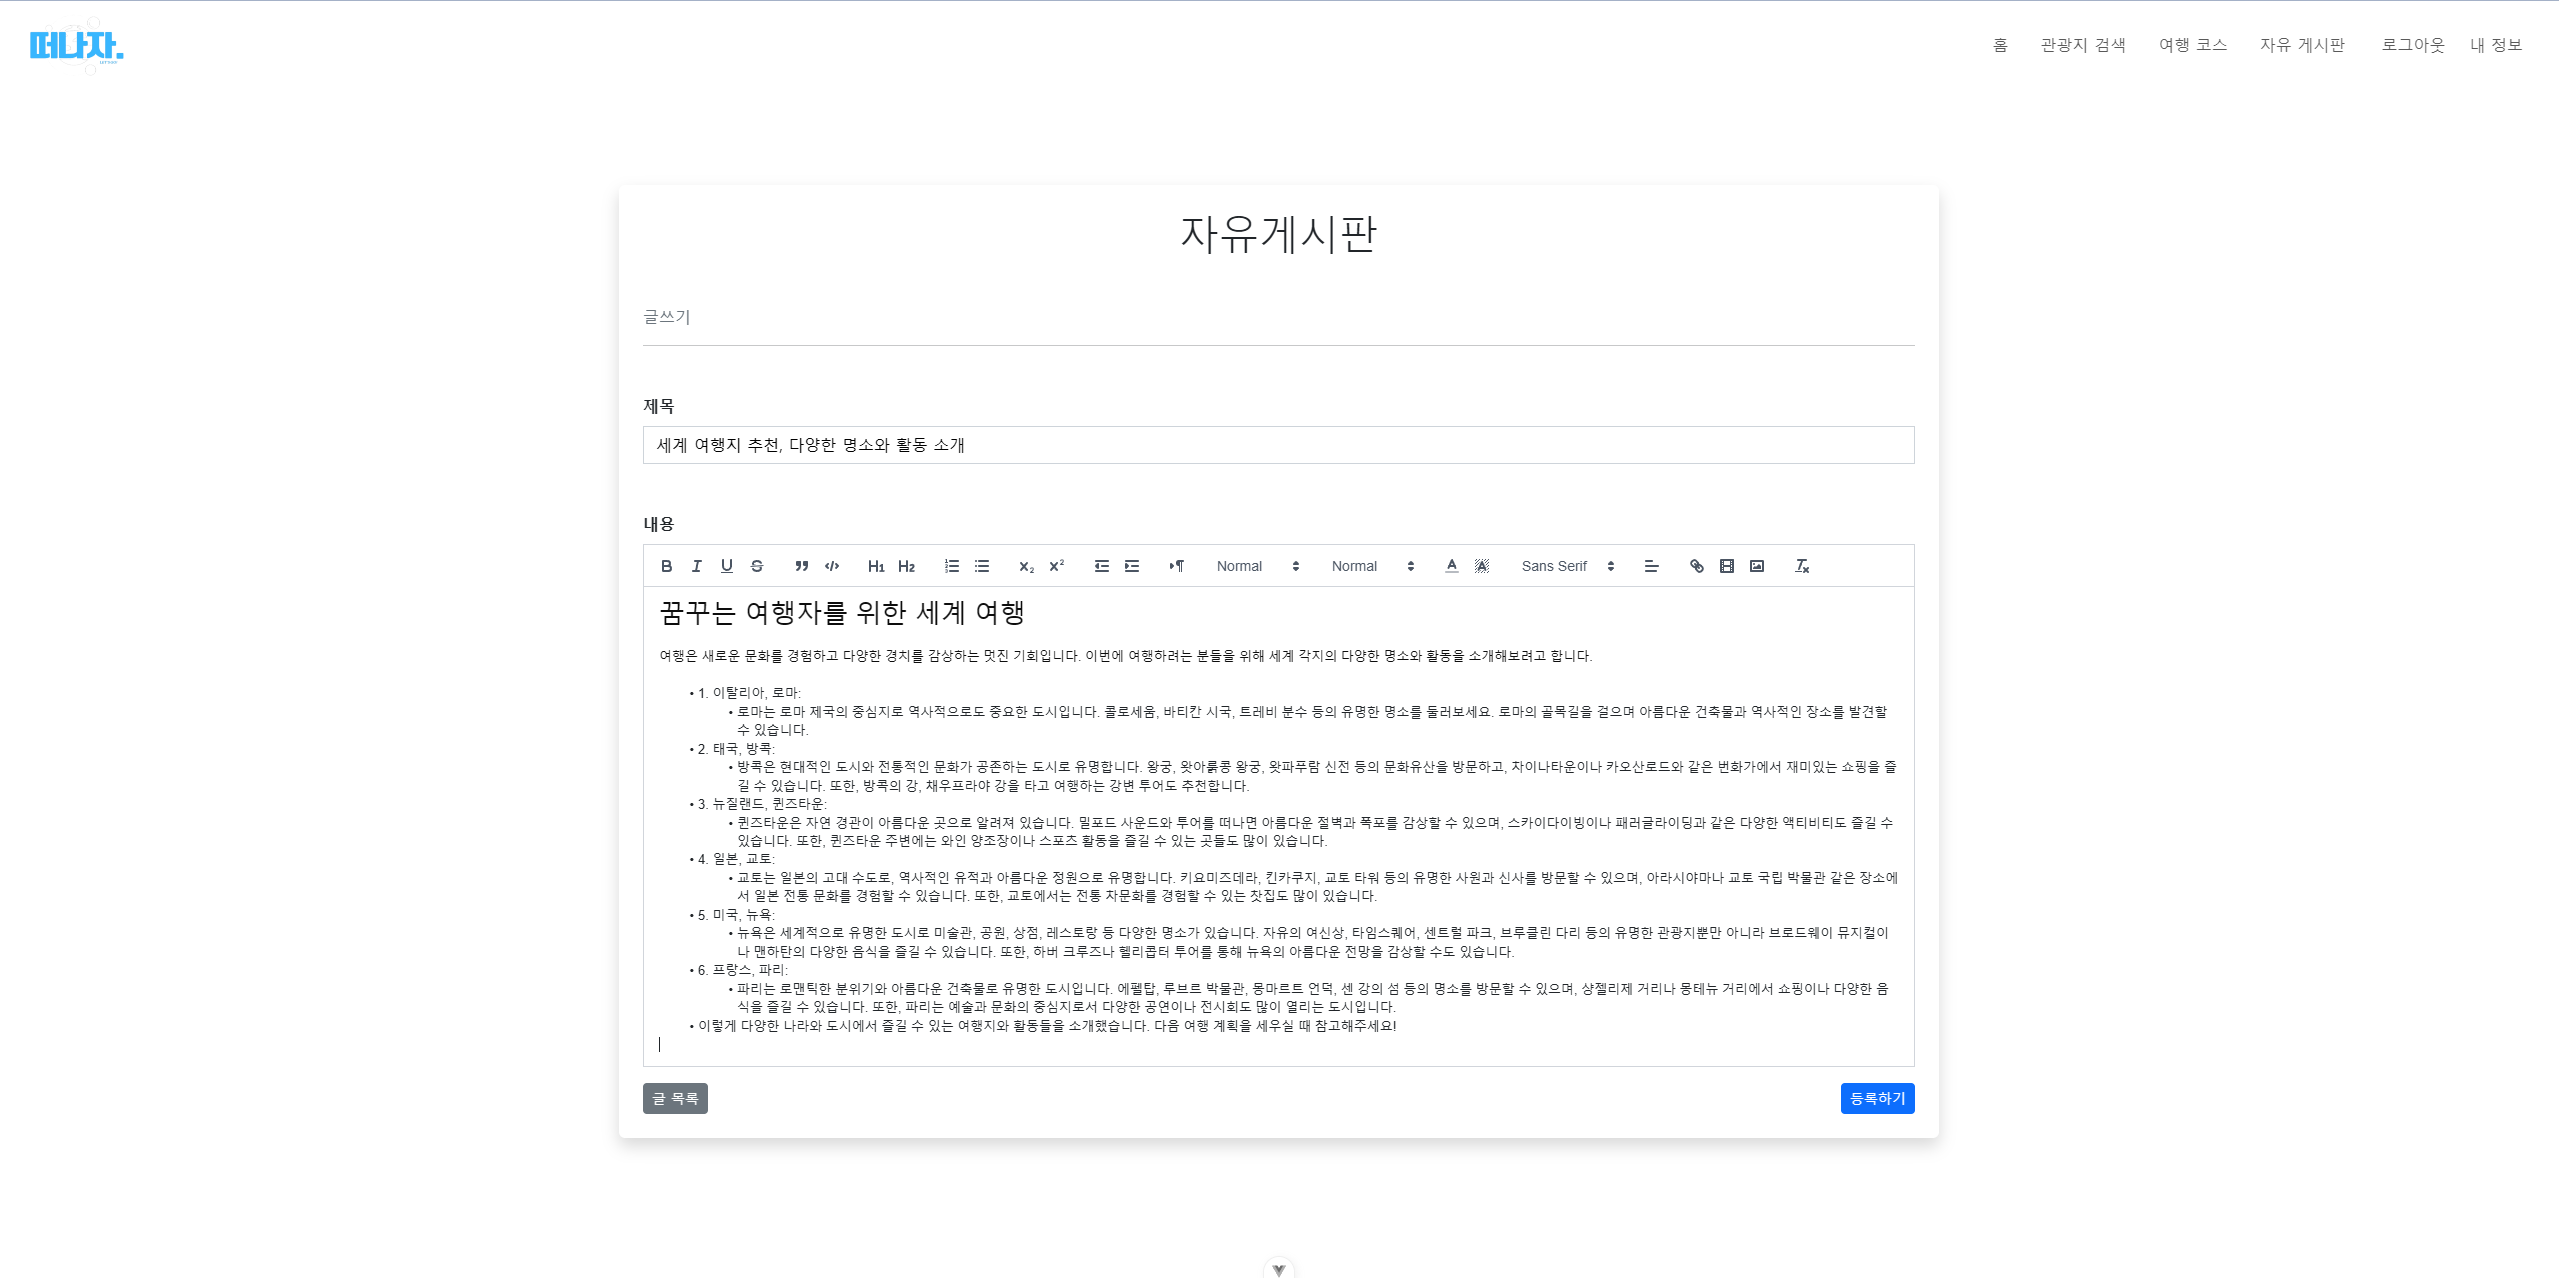 떠나자.
홈 관광지 검색 여행 코스 자유 게시판 로그아웃 내 정보
자유게시판
글쓰기
제목
세계 여행지 추천, 다양한 명소와 활동 소개
내용
Normal Normal Sans Serif
꿈꾸는 여행자를 위한 세계 여행
여행은 새로운 문화를 경험하고 다양한 경치를 감상하는 멋진 기회입니다. 이번에 여행하려는 분들을 위해 세계 각지의 다양한 명소와 활동을 소개해보려고 합니다.
• 1. 이탈리아, 로마:
• 로마는 로마 제국의 중심지로 역사적으로도 중요한 도시입니다. 콜로세움, 바티칸 시국, 트레비 분수 등의 유명한 명소를 둘러보세요. 로마의 골목길을 걸으며 아름다운 건축물과 역사적인 장소를 발견할
수 있습니다.
• 2. 태국, 방콕:
• 방콕은 현대적인 도시와 전통적인 문화가 공존하는 도시로 유명합니다. 왕궁, 왓아룱콩 왕궁, 왓파푸람 신전 등의 문화유산을 방문하고, 차이나타운이나 카오산로드와 같은 번화가에서 재미있는 쇼핑을 즐
길 수 있습니다. 또한, 방콕의 강, 채우프라야 강을 타고 여행하는 강변 투어도 추천합니다.
• 3. 뉴질랜드, 퀸즈타운:
• 퀸즈타운은 자연 경관이 아름다운 곳으로 알려져 있습니다. 밀포드 사운드와 투어를 떠나면 아름다운 절벽과 폭포를 감상할 수 있으며, 스카이다이빙이나 패러글라이딩과 같은 다양한 액티비티도 즐길 수
있습니다. 또한, 퀸즈타운 주변에는 와인 양조장이나 스포츠 활동을 즐길 수 있는 곳들도 많이 있습니다.
• 4. 일본, 교토:
• 교토는 일본의 고대 수도로, 역사적인 유적과 아름다운 정원으로 유명합니다. 키요미즈데라, 킨카쿠지, 교토 타워 등의 유명한 사원과 신사를 방문할 수 있으며, 아라시야마나 교토 국립 박물관 같은 장소에
서 일본 전통 문화를 경험할 수 있습니다. 또한, 교토에서는 전통 차문화를 경험할 수 있는 찻집도 많이 있습니다.
• 5. 미국, 뉴욕:
• 뉴욕은 세계적으로 유명한 도시로 미술관, 공원, 상점, 레스토랑 등 다양한 명소가 있습니다. 자유의 여신상, 타임스퀘어, 센트럴 파크, 브루클린 다리 등의 유명한 관광지뿐만 아니라 브로드웨이 뮤지컬이
나 맨하탄의 다양한 음식을 즐길 수 있습니다. 또한, 하버 크루즈나 헬리콥터 투어를 통해 뉴욕의 아름다운 전망을 감상할 수도 있습니다.
• 6. 프랑스, 파리:
• 파리는 로맨틱한 분위기와 아름다운 건축물로 유명한 도시입니다. 에펠탑, 루브르 박물관, 몽마르트 언덕, 센 강의 섬 등의 명소를 방문할 수 있으며, 샹젤리제 거리나 몽테뉴 거리에서 쇼핑이나 다양한 음
식을 즐길 수 있습니다. 또한, 파리는 예술과 문화의 중심지로서 다양한 공연이나 전시회도 많이 열리는 도시입니다.
• 이렇게 다양한 나라와 도시에서 즐길 수 있는 여행지와 활동들을 소개했습니다. 다음 여행 계획을 세우실 때 참고해주세요!
글 목록 등록하기